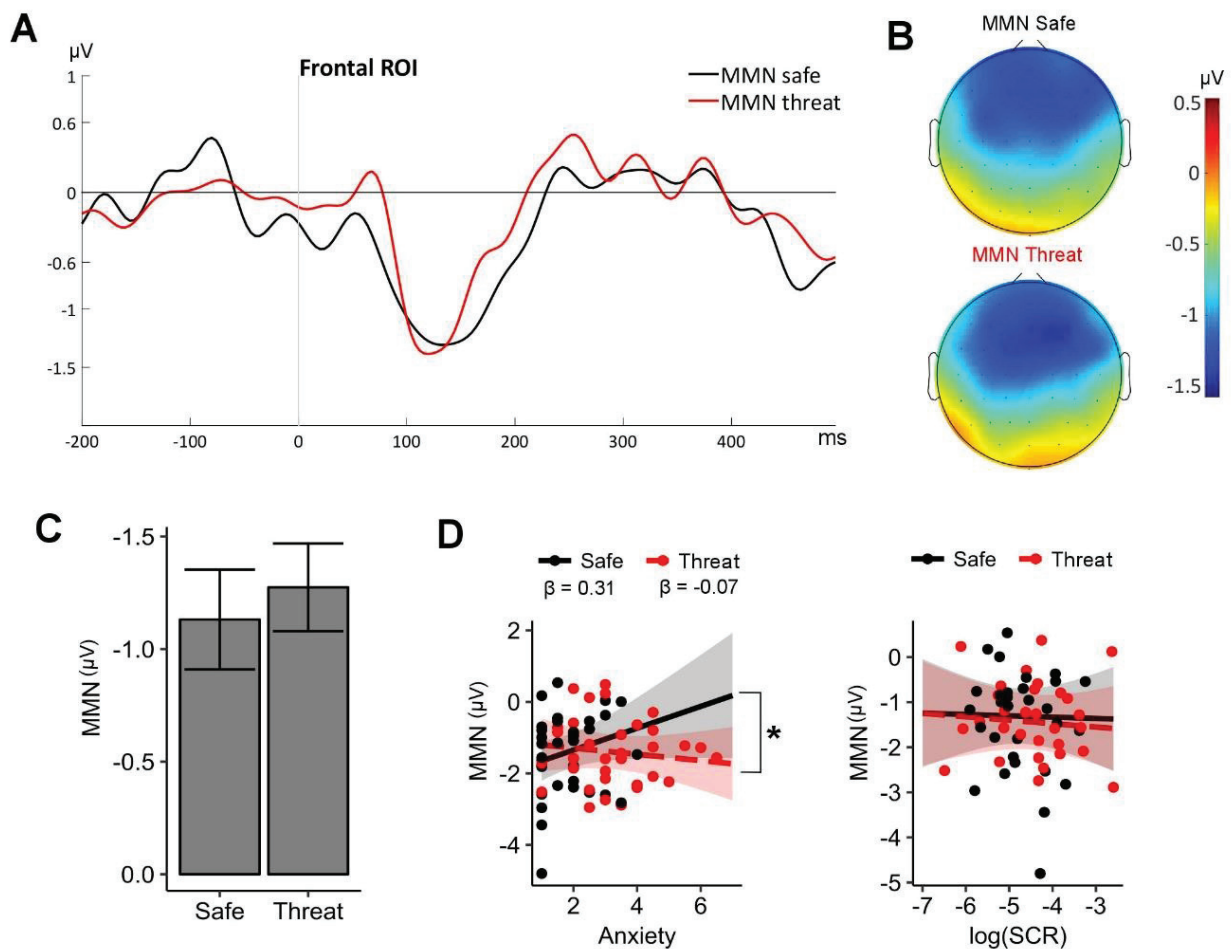 A
µV
Frontal ROI
MMN safe
MMN threat
1
0.6
0
-0.6
-1
-1.5
-200
-100
0
100
200
300
400
ms
B
MMN Safe
MMN Threat
µV
0.5
0
-0.5
-1
-1.5
C
MMN (µV)
-1.5
-1.0
-0.5
0.0
Safe
Threat
D
Safe
Threat
β = 0.31
β = -0.07
MMN (µV)
2
0
-2
-4
*
2
4
6
Anxiety
Safe
Threat
MMN (µV)
0
-1
-2
-3
-4
-5
-7
-6
-5
-4
-3
log(SCR)